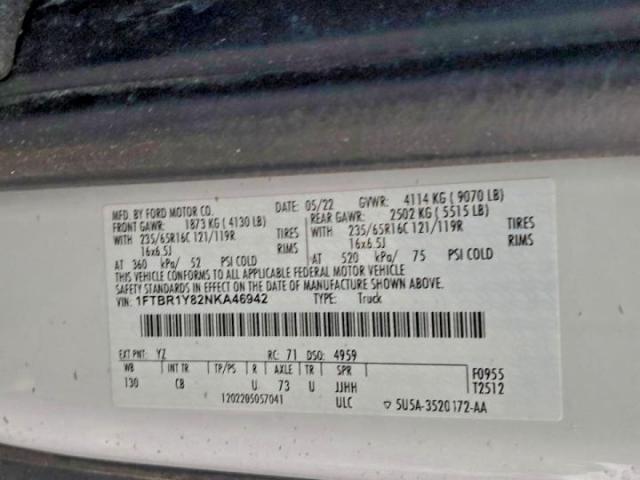 MFD. BY FORD MOTOR CO. DATE: 05/22 GVWR: 4114 KG ( 9070 LB)
FRONT GAWR: 1873 KG ( 4130 LB) REAR GAWR: 2502 KG ( 5515 LB)
WITH 235/65R16C 121/119R TIRES WITH 235/65R16C 121/119R TIRES
16x6.5J RIMS 16x6.5J RIMS
AT 360 kPa/ 52 PSI COLD AT 520 kPa/ 75 PSI COLD
THIS VEHICLE CONFORMS TO ALL APPLICABLE FEDERAL MOTOR VEHICLE
SAFETY STANDARDS IN EFFECT ON THE DATE OF MANUFACTURE SHOWN ABOVE.
VIN: 1FTBR1Y82NKA46942 TYPE: Truck
EXT PNT: YZ RC: 71 DSO: 4959
WB INT TR TP/PS R AXLE TR SPR F0955
130 CB U 73 U JJHH T2512
1202205057041 ULC 5U5A-3520172-AA